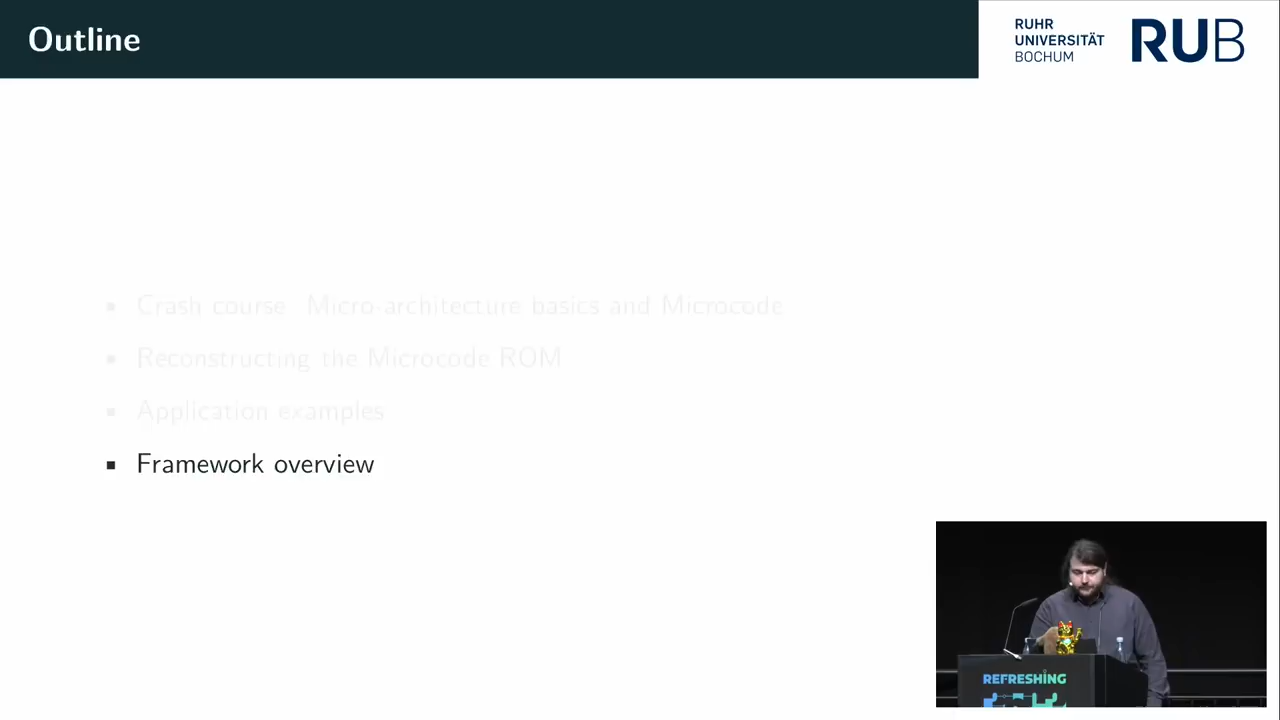 Outline
RUHR
UNIVERSITÄT
BOCHUM
RUB
Crash course Micro-architecture basics and Microcode
Reconstructing the Microcode ROM
Application examples
Framework overview
REFRESHING